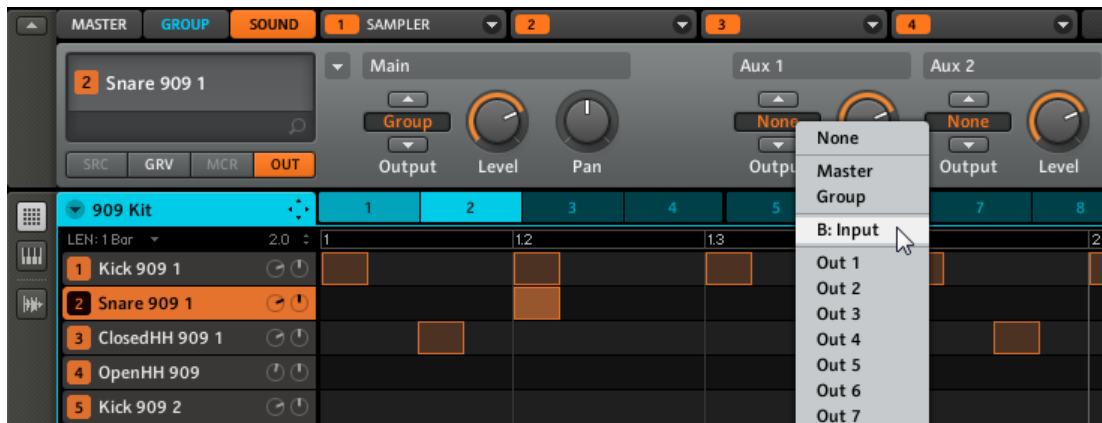 MASTER GROUP SOUND 1 SAMPLER 2 3 4
2 Snare 909 1
Main Aux 1 Aux 2
Group None None
Output Level Pan Outpu Output Level
SRC GRV MCR OUT
None
Master
Group
B: Input
Out 1
Out 2
Out 3
Out 4
Out 5
Out 6
Out 7
909 Kit 1 2 3 4 5 7 8
LEN: 1 Bar 2.0 1 1.2 1.3 2
1 Kick 909 1
2 Snare 909 1
3 ClosedHH 909 1
4 OpenHH 909
5 Kick 909 2